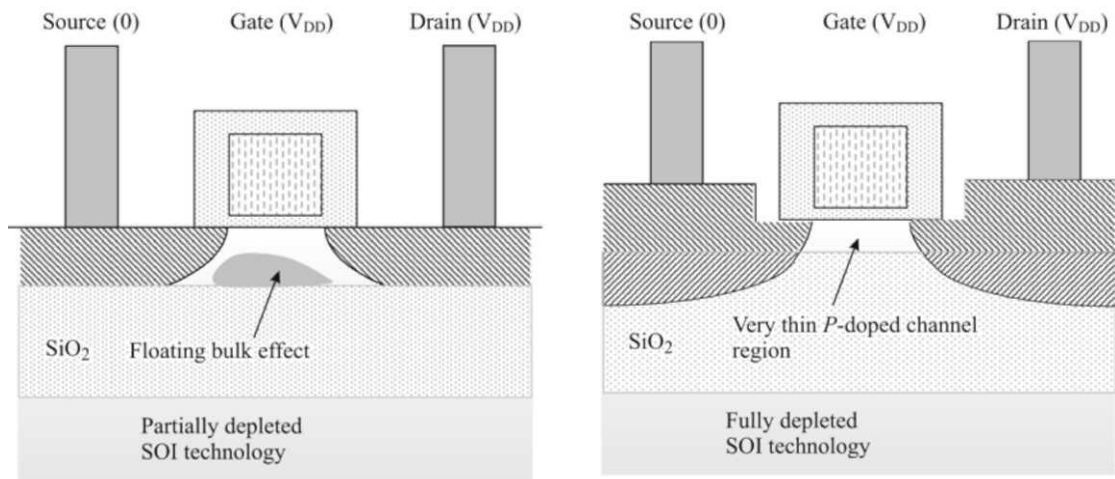 Source (0)
Gate (V_DD)
Drain (V_DD)
SiO₂
Floating bulk effect
Partially depleted
SOI technology
Source (0)
Gate (V_DD)
Drain (V_DD)
SiO₂
Very thin P-doped channel
region
Fully depleted
SOI technology